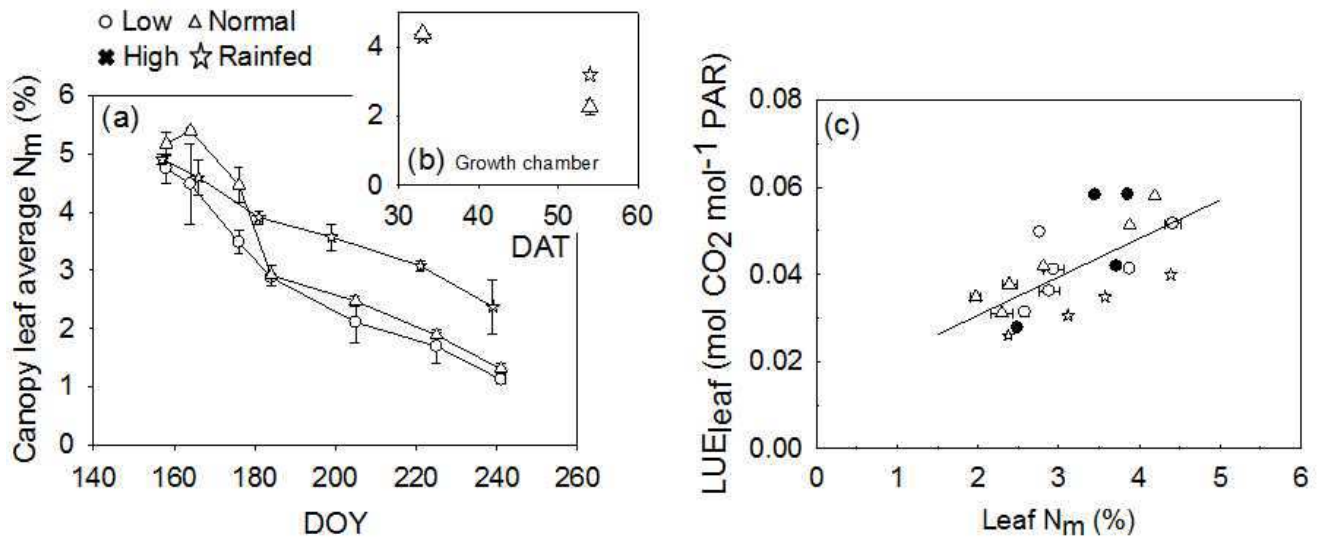 Low Normal
High Rainfed
Canopy leaf average Nm (%)
6
5
4
3
2
1
0
(a)
140 160 180 200 220 240 260
DOY
4
2
0
(b) Growth chamber
30 40 50 60
DAT
LUEleaf (mol CO2 mol-1 PAR)
0.08
0.06
0.04
0.02
0.00
(c)
0 1 2 3 4 5 6
Leaf Nm (%)